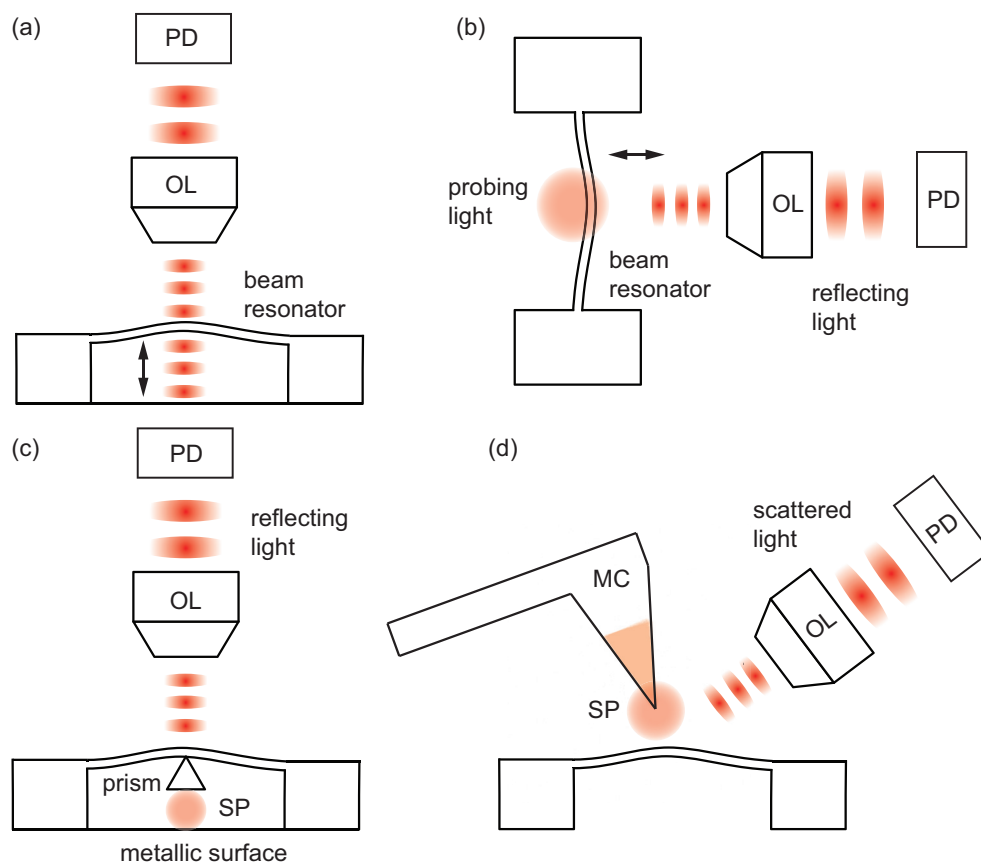 (a)
PD
OL
beam
resonator
(b)
probing
light
beam
resonator
OL
PD
reflecting
light
(c)
PD
reflecting
light
OL
prism
SP
metallic surface
(d)
scattered
light
PD
MC
OL
SP